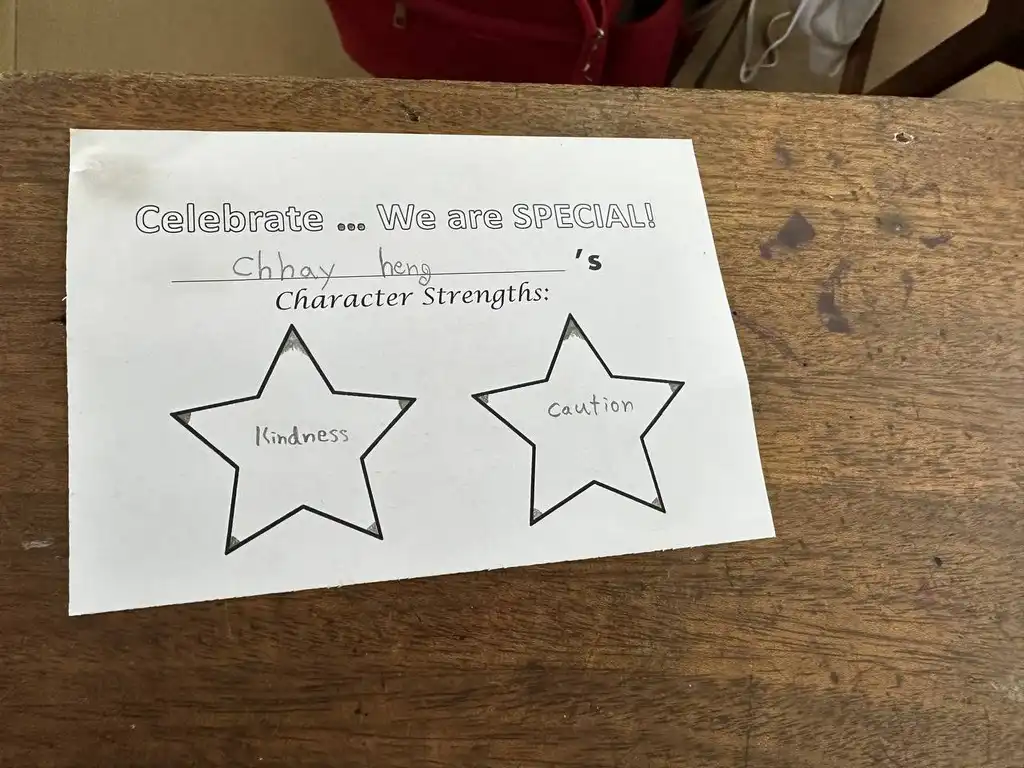 Celebrate ... We are SPECIAL!
Chhay heng 's
Character Strengths:
Kindness
Caution